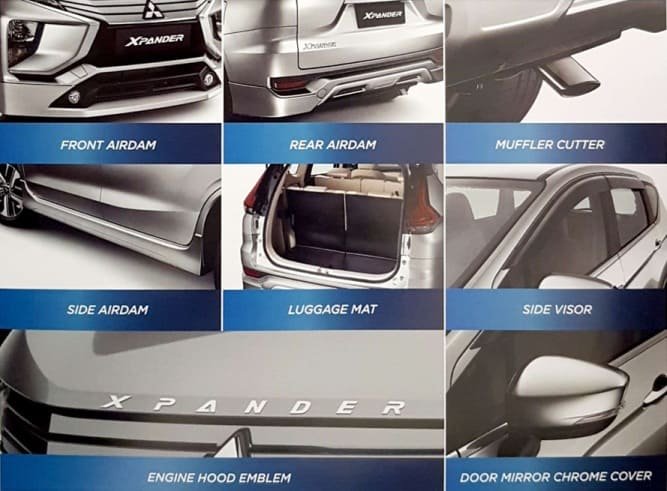 XPANDER
XPANDER
XPANDER
FRONT AIRDAM
REAR AIRDAM
MUFFLER CUTTER
SIDE AIRDAM
LUGGAGE MAT
SIDE VISOR
XPANDER
ENGINE HOOD EMBLEM
DOOR MIRROR CHROME COVER